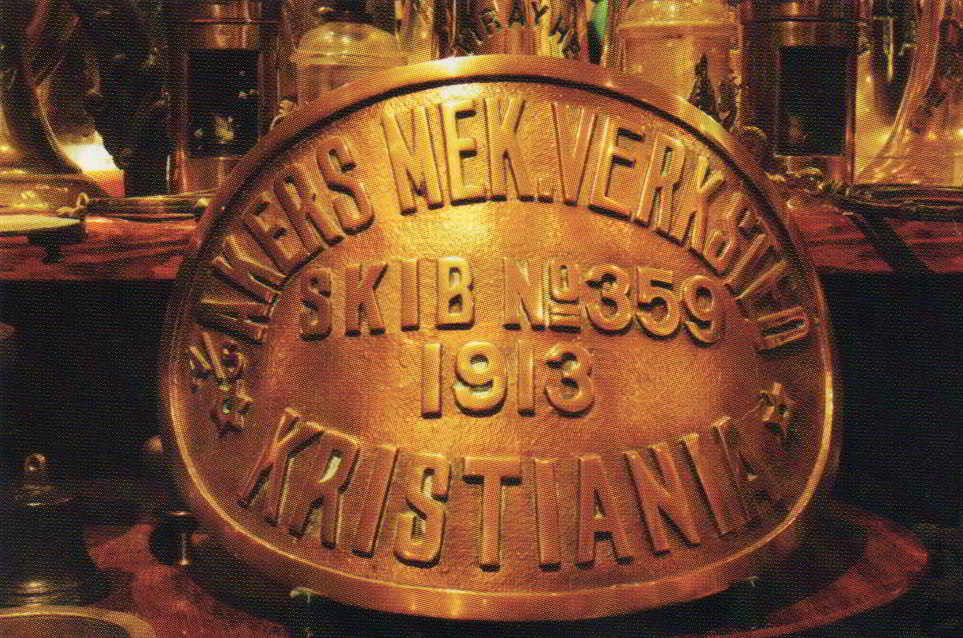 A/S AKERS MEK. VERKSTED
SKIB Nº 359
1913
KRISTIANIA